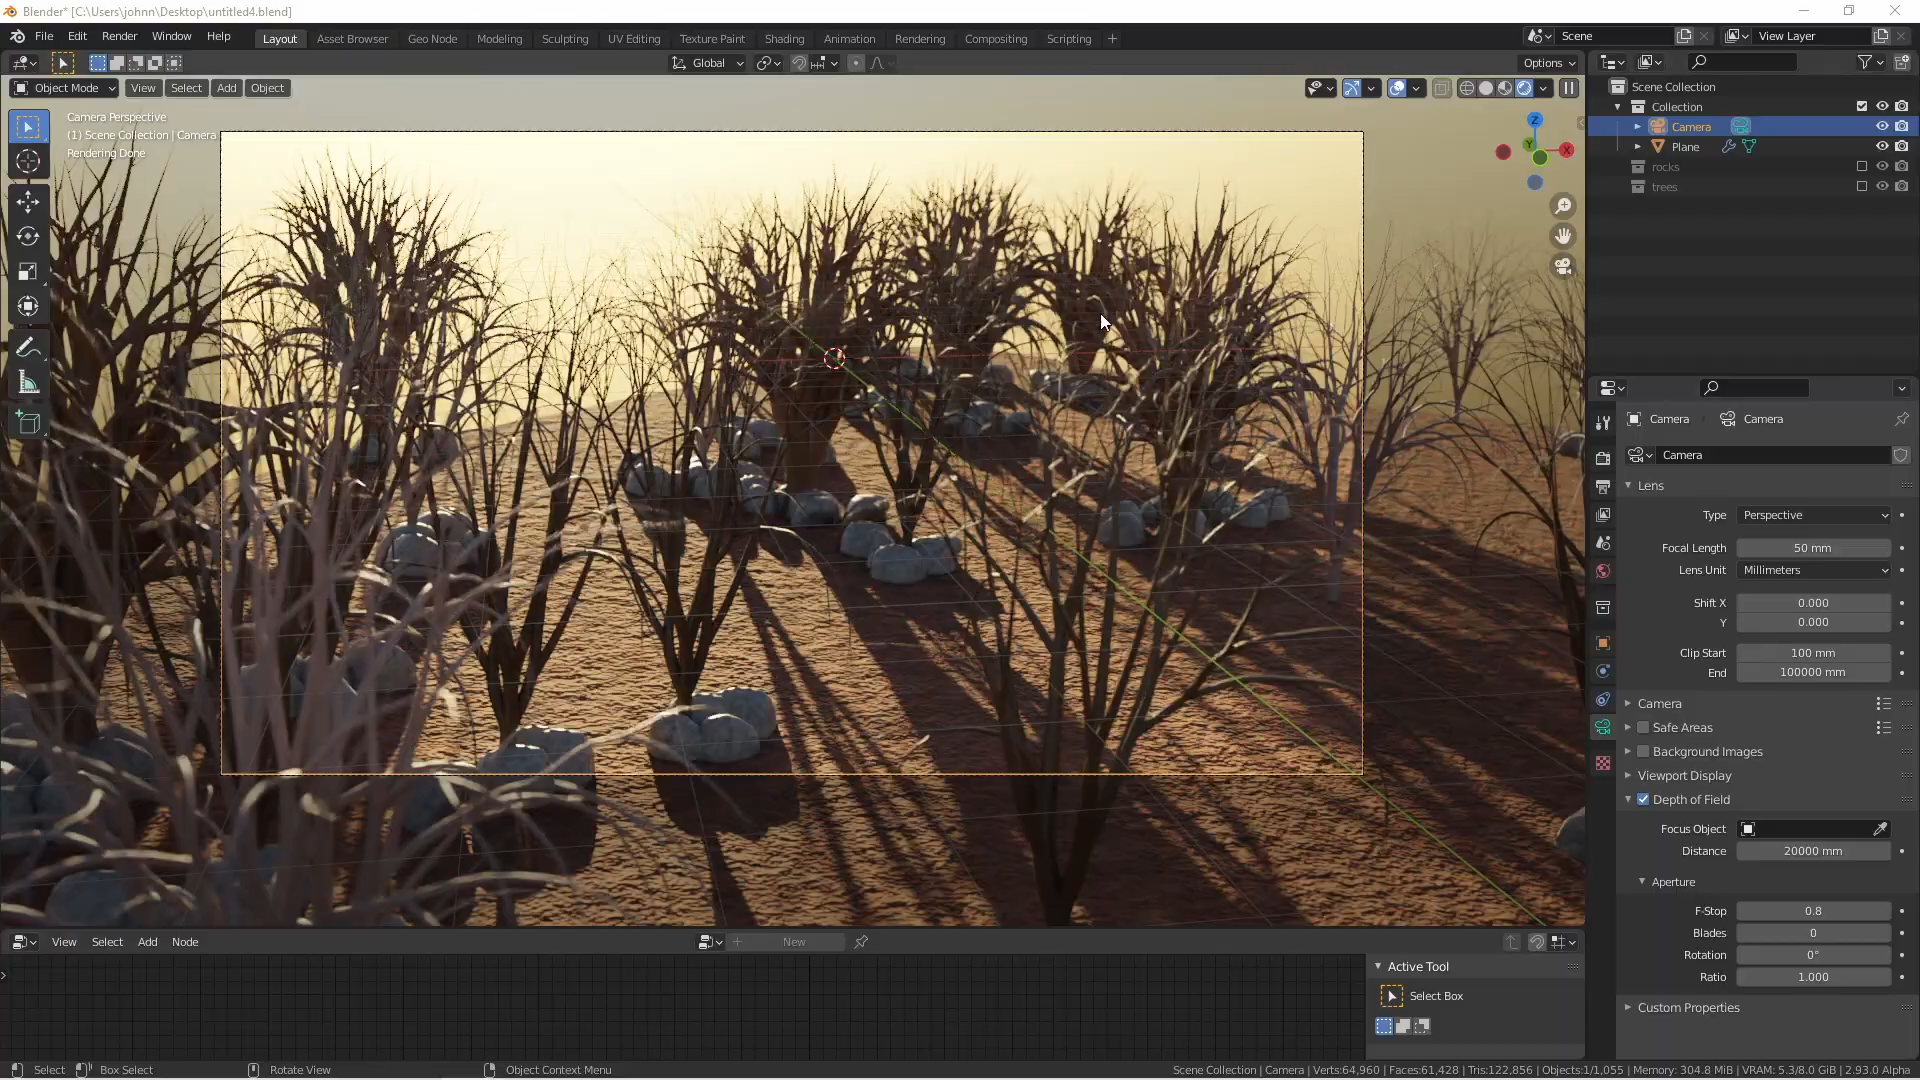 Blender* [C:\Users\johnn\Desktop\untitled4.blend]
File Edit Render Window Help
Layout Asset Browser Geo Node Modeling Sculpting UV Editing Texture Paint Shading Animation Rendering Compositing Scripting
Scene
View Layer
Global
Options
Object Mode View Select Add Object
Camera Perspective
(1) Scene Collection | Camera
Rendering Done
Z
Y
X
Scene Collection
Collection
Camera
Plane
rocks
trees
Camera Camera
Camera
Lens
Type Perspective
Focal Length 50 mm
Lens Unit Millimeters
Shift X 0.000
Y 0.000
Clip Start 100 mm
End 100000 mm
Camera
Safe Areas
Background Images
Viewport Display
Depth of Field
Focus Object
Distance 20000 mm
Aperture
F-Stop 0.8
Blades 0
Rotation 0°
Ratio 1.000
Custom Properties
View Select Add Node
New
Active Tool
Select Box
Select Box Select Rotate View Object Context Menu
Scene Collection | Camera | Verts:64,960 | Faces:61,428 | Tris:122,856 | Objects:1/1,055 | Memory: 304.8 MiB | VRAM: 5.3/8.0 GiB | 2.93.0 Alpha